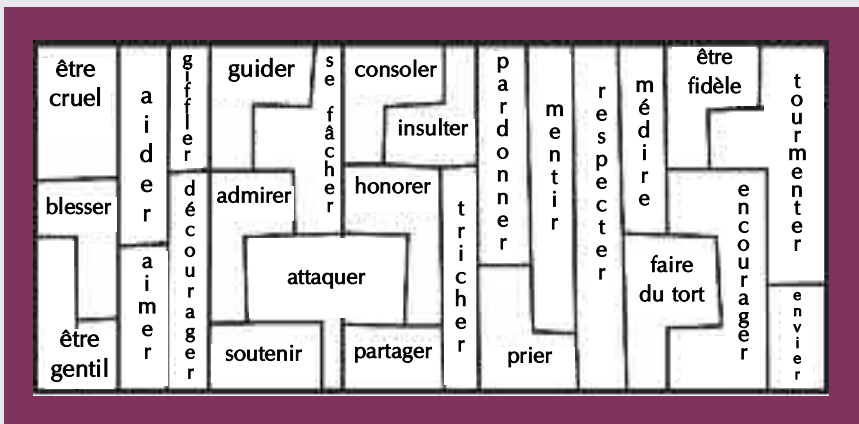 être
cruel
aider
giffler
guider
se fâcher
consoler
insulter
pardonner
mentir
respecter
médire
être
fidèle
tourmenter
blesser
décourager
admirer
honorer
tricher
encourager
aimer
attaquer
faire
du tort
être
gentil
soutenir
partager
prier
envier